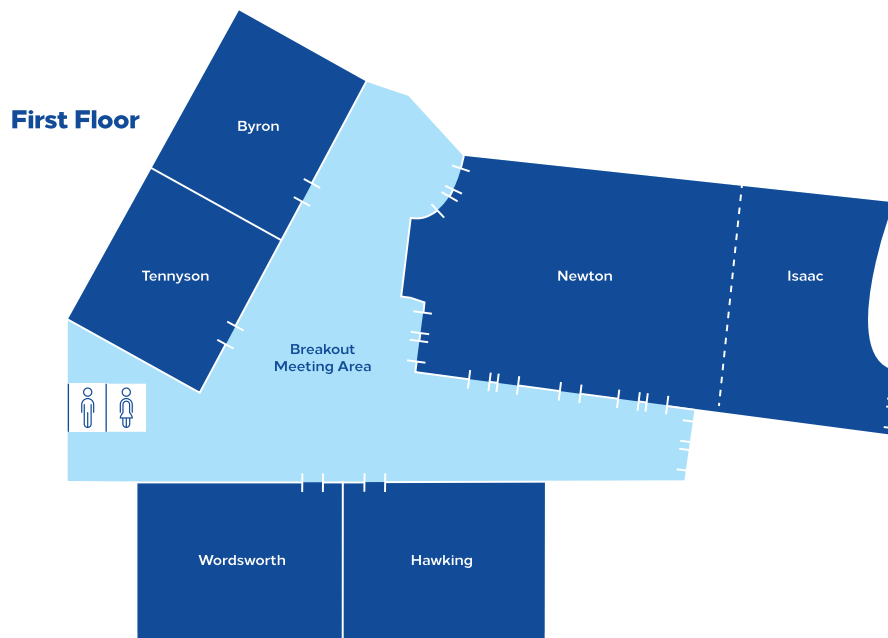 First Floor
Byron
Tennyson
Newton
Isaac
Breakout
Meeting Area
Wordsworth
Hawking